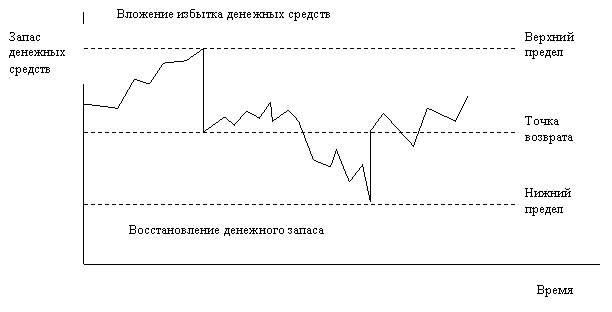 Вложение избытка денежных средств
Запас
денежных
средств
Верхний
предел
Точка
возврата
Нижний
предел
Восстановление денежного запаса
Время